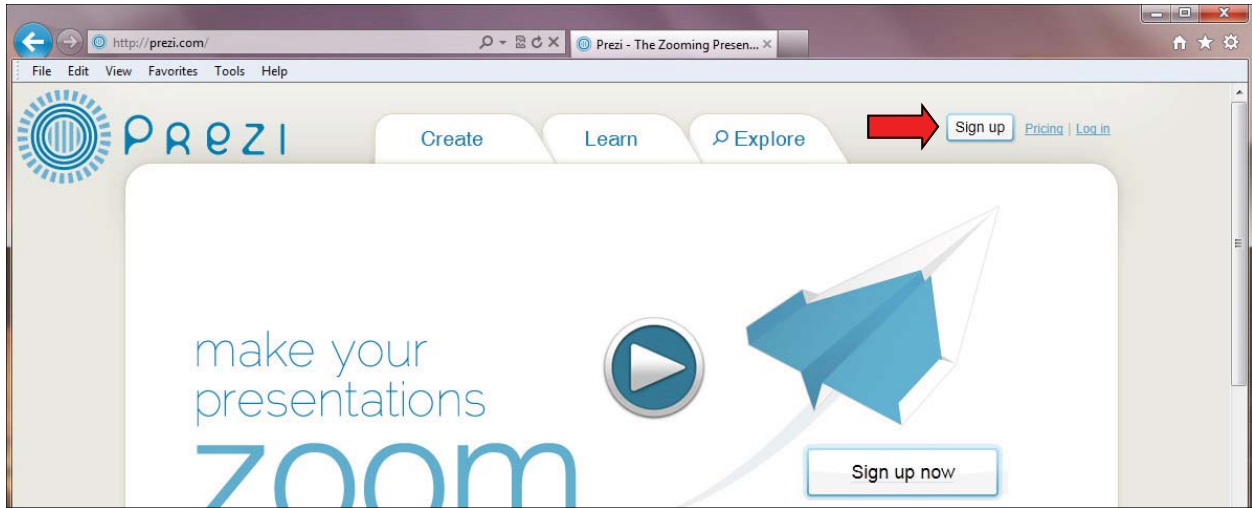 http://prezi.com/
Prezi - The Zooming Presen...
File Edit View Favorites Tools Help
PREZI
Create Learn Explore
Sign up Pricing | Log in
make your
presentations
zoom
Sign up now